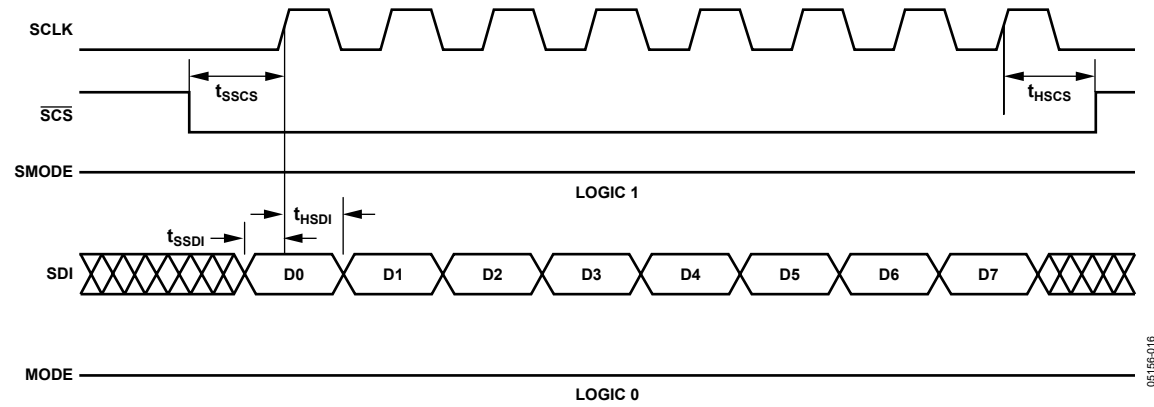 SCLK
tSSCS
tHSCS
SCS
SMODE
LOGIC 1
tHSDI
tSSDI
SDI
D0 D1 D2 D3 D4 D5 D6 D7
MODE
LOGIC 0
05156-016